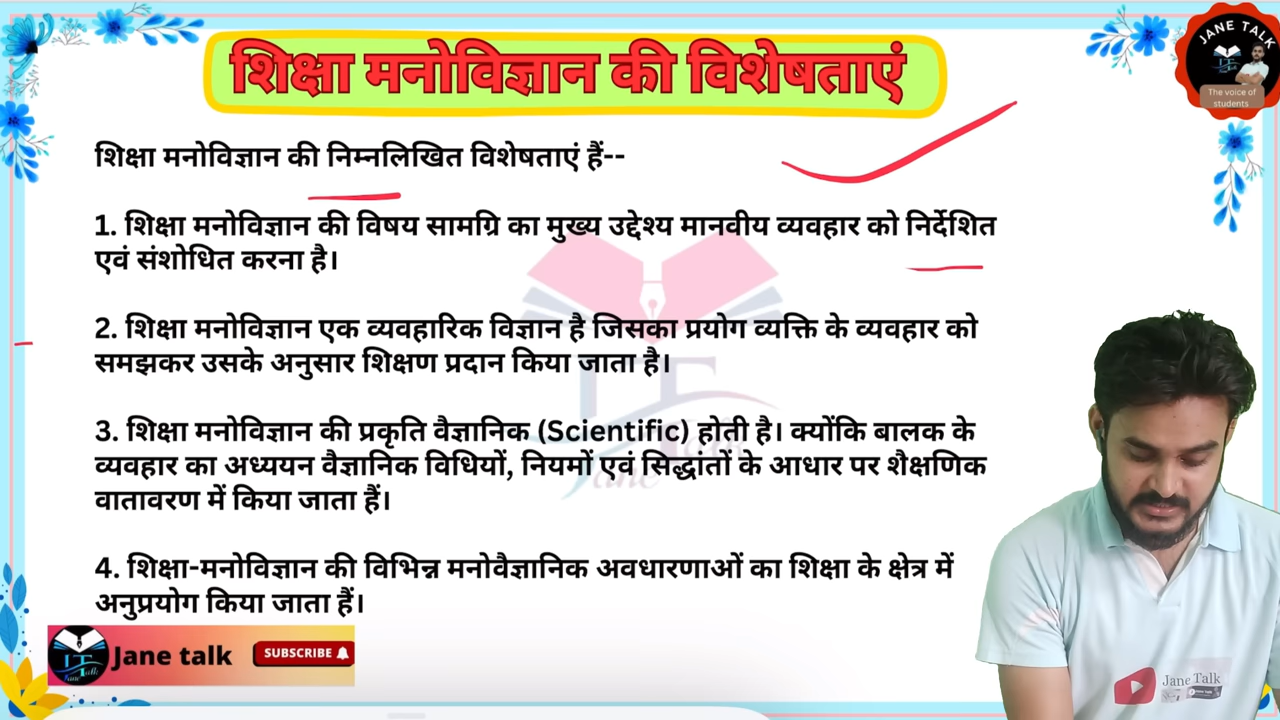 शिक्षा मनोविज्ञान की विशेषताएं
JANE TALK
The voice of
students
शिक्षा मनोविज्ञान की निम्नलिखित विशेषताएं हैं--
1. शिक्षा मनोविज्ञान की विषय सामग्रि का मुख्य उद्देश्य मानवीय व्यवहार को निर्देशित
एवं संशोधित करना है।
2. शिक्षा मनोविज्ञान एक व्यवहारिक विज्ञान है जिसका प्रयोग व्यक्ति के व्यवहार को
समझकर उसके अनुसार शिक्षण प्रदान किया जाता है।
3. शिक्षा मनोविज्ञान की प्रकृति वैज्ञानिक (Scientific) होती है। क्योंकि बालक के
व्यवहार का अध्ययन वैज्ञानिक विधियों, नियमों एवं सिद्धांतों के आधार पर शैक्षणिक
वातावरण में किया जाता हैं।
4. शिक्षा-मनोविज्ञान की विभिन्न मनोवैज्ञानिक अवधारणाओं का शिक्षा के क्षेत्र में
अनुप्रयोग किया जाता हैं।
Jane talk
SUBSCRIBE
Jane Talk